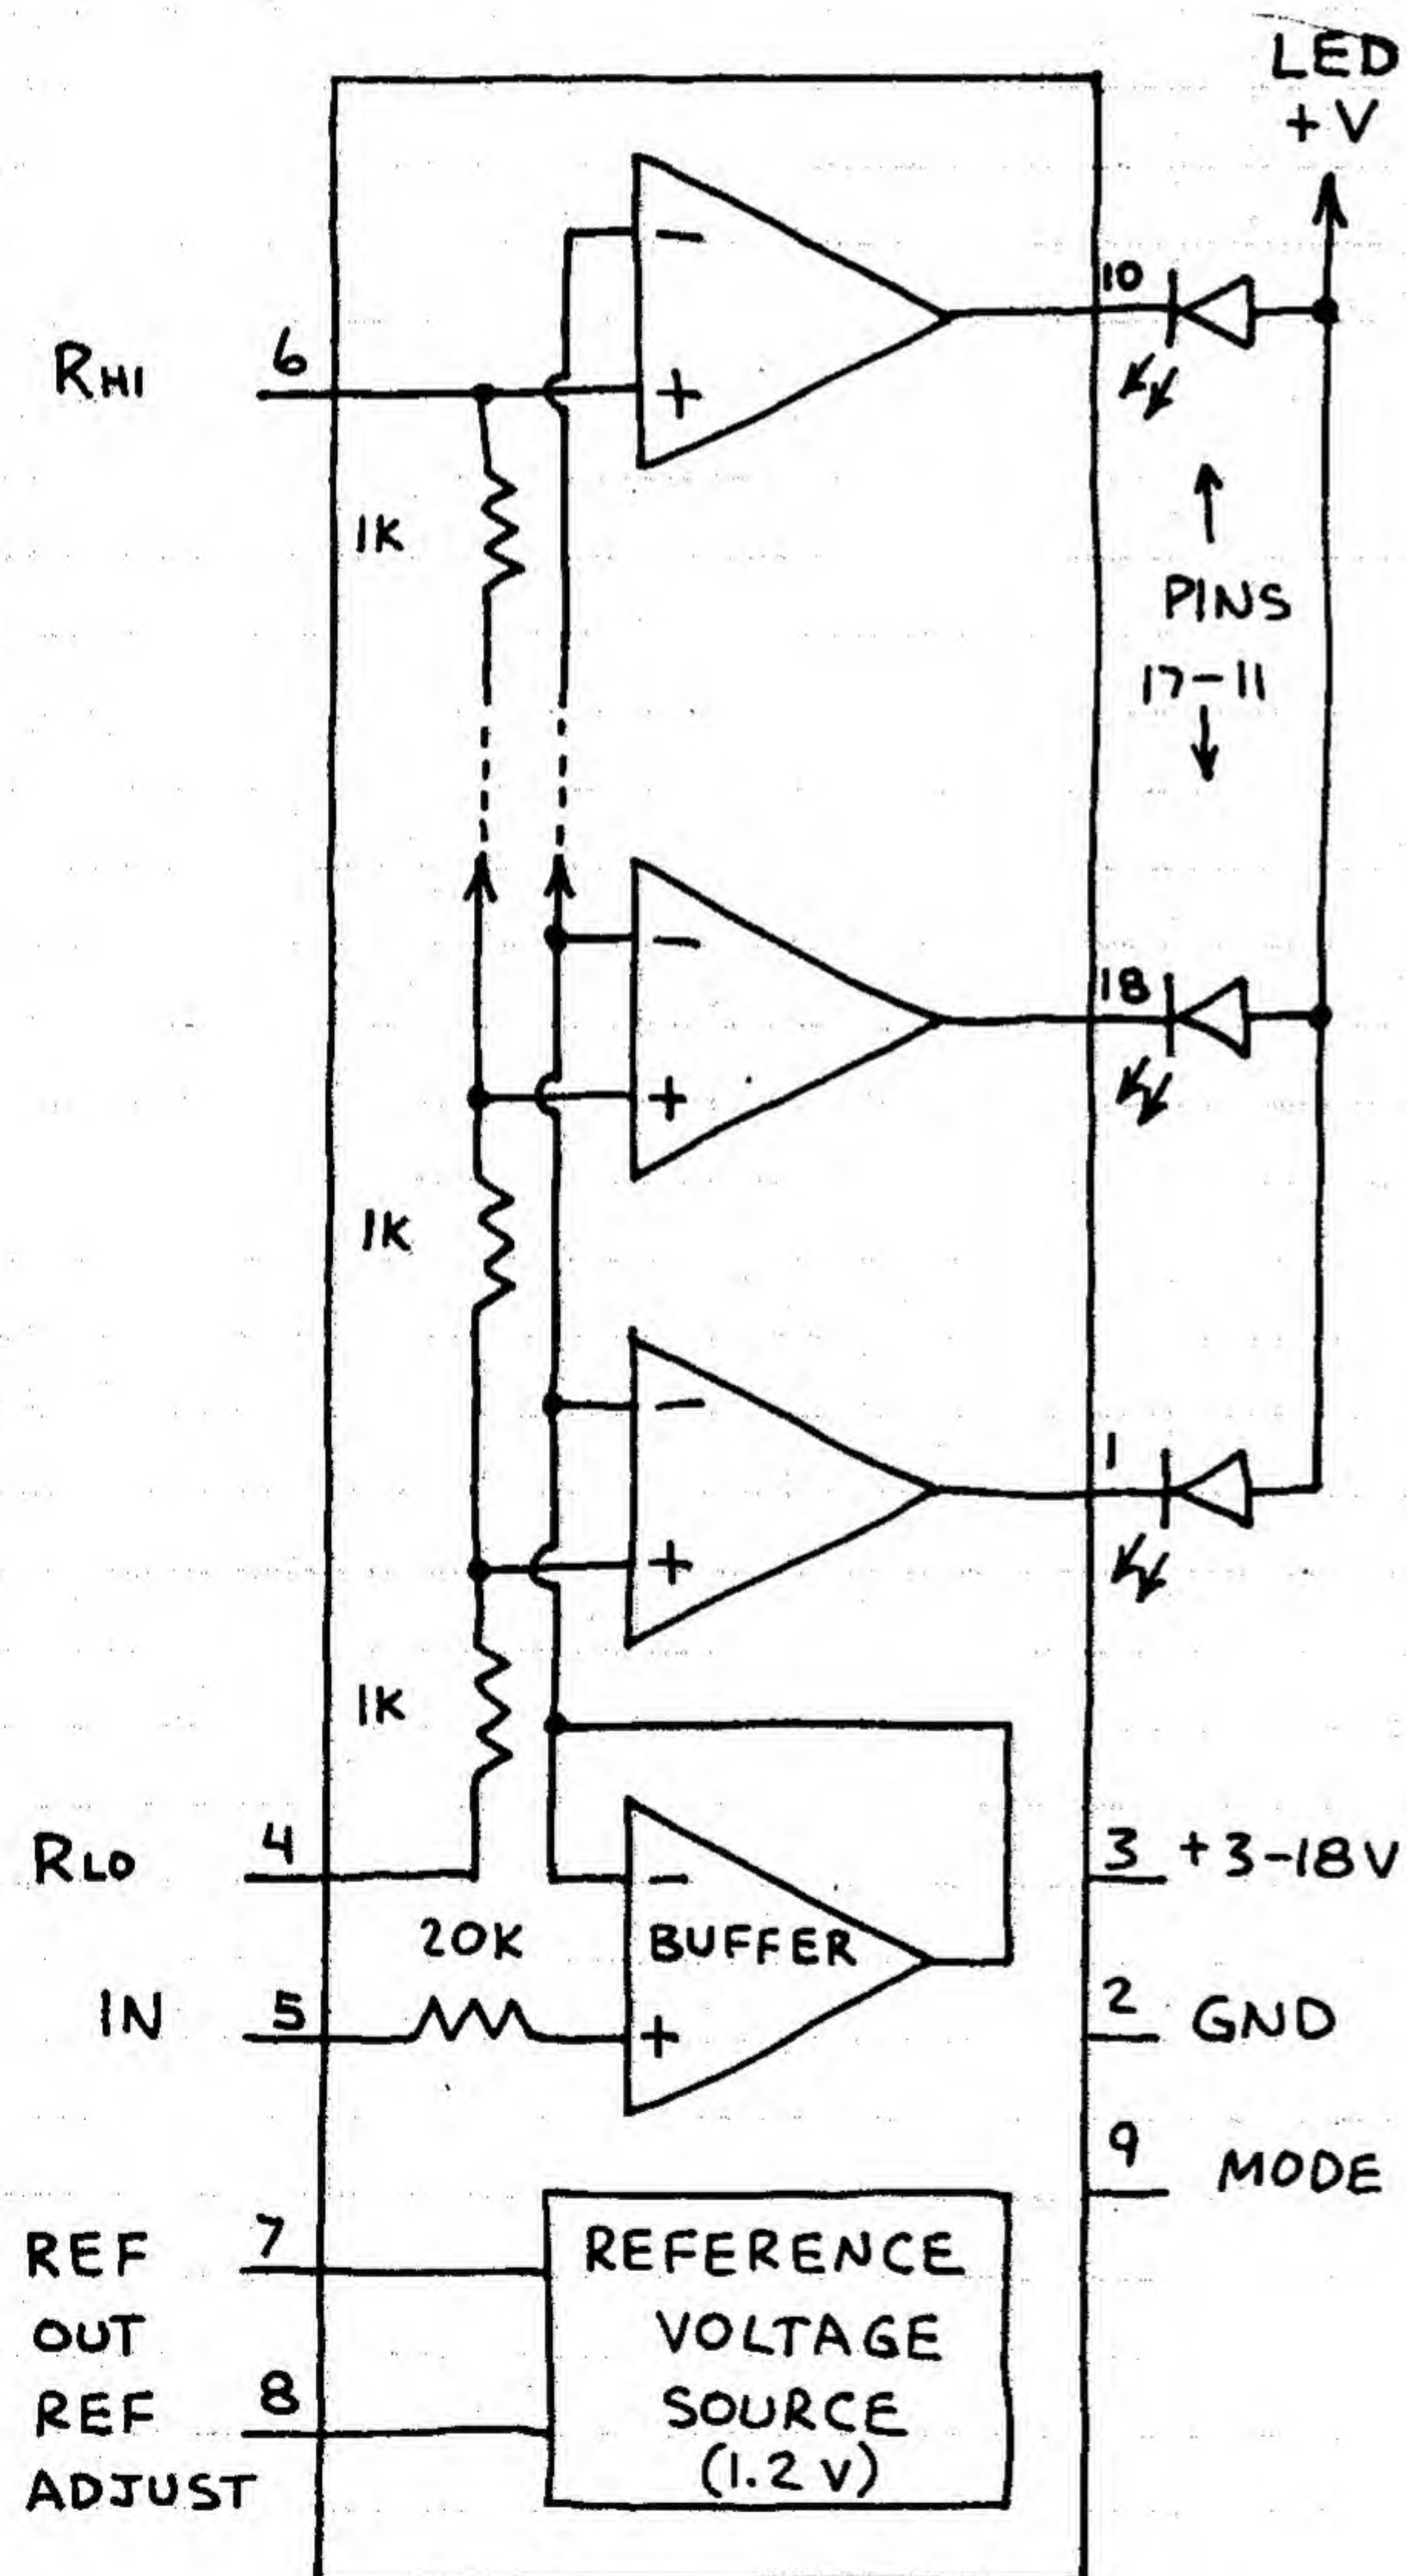 LED
+V
10
6
RHI
- 
+
1K
PINS
17-11
-
18
+
1K
-
1
+
1K
4
RLO
3 +3-18V
-
20K
BUFFER
2 GND
IN
5
+
9
MODE
7
REF
OUT
REFERENCE
VOLTAGE
SOURCE
(1.2 V)
8
REF
ADJUST